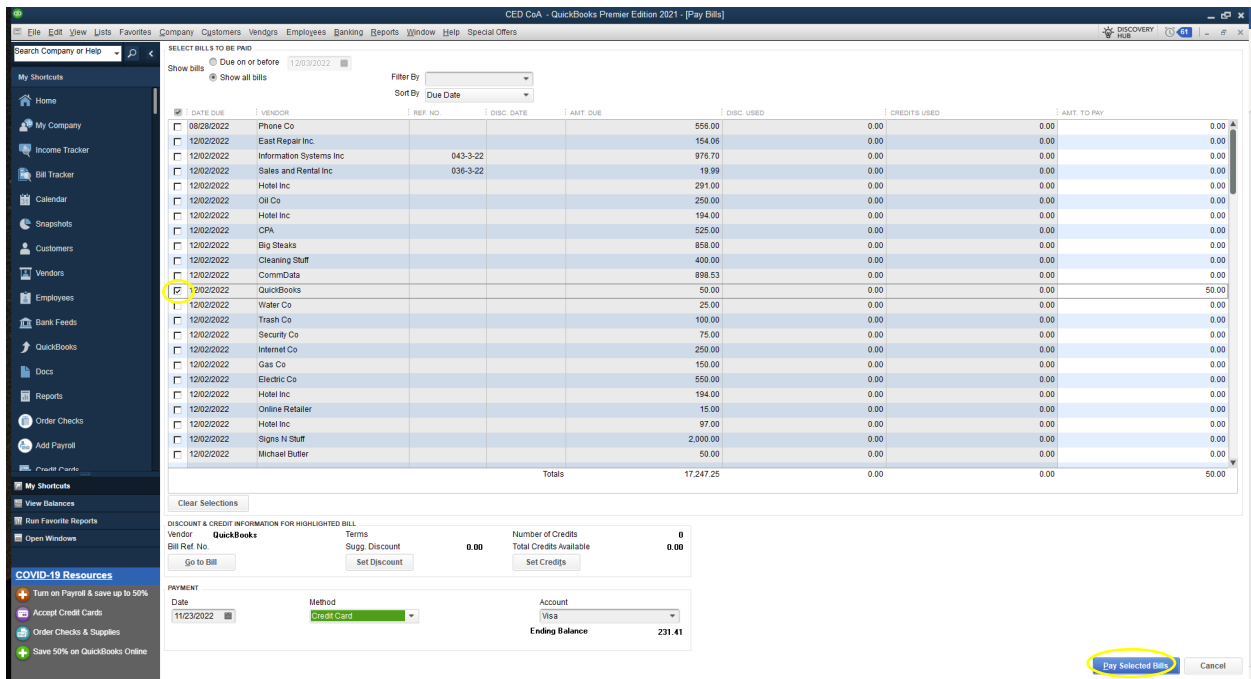 CED CoA - QuickBooks Premier Edition 2021 - [Pay Bills]
File Edit View Lists Favorites Company Customers Vendors Employees Banking Reports Window Help Special Offers DISCOVERY HUB 61
Search Company or Help
My Shortcuts
Home
My Company
Income Tracker
Bill Tracker
Calendar
Snapshots
Customers
Vendors
Employees
Bank Feeds
QuickBooks
Docs
Reports
Order Checks
Add Payroll
Credit Cards
My Shortcuts
View Balances
Run Favorite Reports
Open Windows
COVID-19 Resources
Turn on Payroll & save up to 50%
Accept Credit Cards
Order Checks & Supplies
Save 50% on QuickBooks Online
SELECT BILLS TO BE PAID
Show bills Due on or before 12/03/2022
Show all bills Filter By
Sort By Due Date
DATE DUE VENDOR REF. NO. DISC. DATE AMT. DUE DISC. USED CREDITS USED AMT. TO PAY
08/28/2022 Phone Co 556.00 0.00 0.00 0.00
12/02/2022 East Repair Inc. 154.06 0.00 0.00 0.00
12/02/2022 Information Systems Inc 043-3-22 976.70 0.00 0.00 0.00
12/02/2022 Sales and Rental Inc 036-3-22 19.99 0.00 0.00 0.00
12/02/2022 Hotel Inc 291.00 0.00 0.00 0.00
12/02/2022 Oil Co 250.00 0.00 0.00 0.00
12/02/2022 Hotel Inc 194.00 0.00 0.00 0.00
12/02/2022 CPA 525.00 0.00 0.00 0.00
12/02/2022 Big Steaks 858.00 0.00 0.00 0.00
12/02/2022 Cleaning Stuff 400.00 0.00 0.00 0.00
12/02/2022 CommData 898.53 0.00 0.00 0.00
12/02/2022 QuickBooks 50.00 0.00 0.00 50.00
12/02/2022 Water Co 25.00 0.00 0.00 0.00
12/02/2022 Trash Co 100.00 0.00 0.00 0.00
12/02/2022 Security Co 75.00 0.00 0.00 0.00
12/02/2022 Internet Co 250.00 0.00 0.00 0.00
12/02/2022 Gas Co 150.00 0.00 0.00 0.00
12/02/2022 Electric Co 550.00 0.00 0.00 0.00
12/02/2022 Hotel Inc 194.00 0.00 0.00 0.00
12/02/2022 Online Retailer 15.00 0.00 0.00 0.00
12/02/2022 Hotel Inc 97.00 0.00 0.00 0.00
12/02/2022 Signs N Stuff 2,000.00 0.00 0.00 0.00
12/02/2022 Michael Butler 50.00 0.00 0.00 0.00
Totals 17,247.25 0.00 0.00 50.00
Clear Selections
DISCOUNT & CREDIT INFORMATION FOR HIGHLIGHTED BILL
Vendor QuickBooks Terms Number of Credits 0
Bill Ref. No. Sugg. Discount 0.00 Total Credits Available 0.00
Go to Bill Set Discount Set Credits
PAYMENT
Date Method Account
11/23/2022 Credit Card Visa
Ending Balance 231.41
Pay Selected Bills Cancel